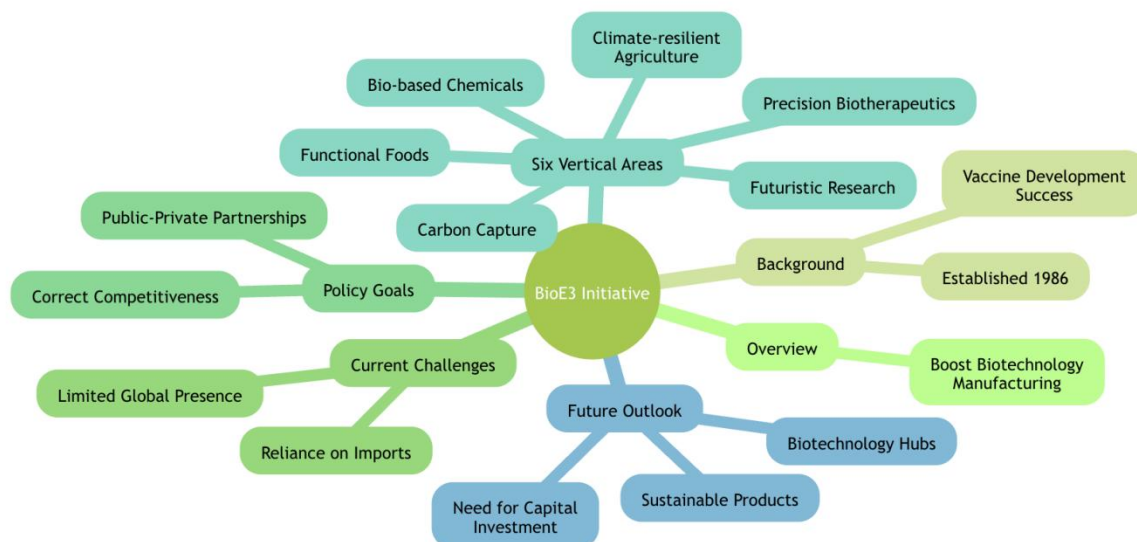 Climate-resilient
Agriculture
Bio-based Chemicals
Precision Biotherapeutics
Functional Foods
Six Vertical Areas
Futuristic Research
Vaccine Development
Success
Public-Private Partnerships
Carbon Capture
Background
Established 1986
Correct Competitiveness
Policy Goals
BioE3 Initiative
Overview
Boost Biotechnology
Manufacturing
Current Challenges
Limited Global Presence
Future Outlook
Reliance on Imports
Biotechnology Hubs
Need for Capital
Investment
Sustainable Products